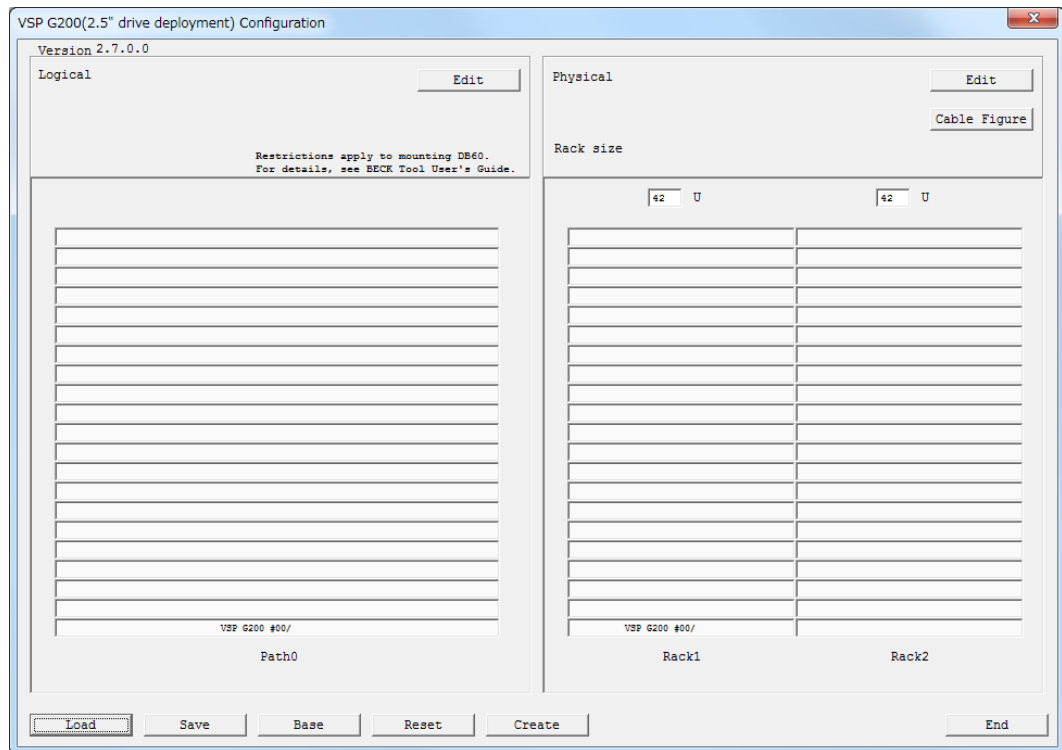 VSP G200(2.5" drive deployment) Configuration
Version 2.7.0.0
Logical
Edit
Restrictions apply to mounting DB60.
For details, see BECK Tool User's Guide.
Physical
Edit
Cable Figure
Rack size
42 U
42 U
VSP G200 #00/
Path0
VSP G200 #00/
Rack1
Rack2
Load
Save
Base
Reset
Create
End